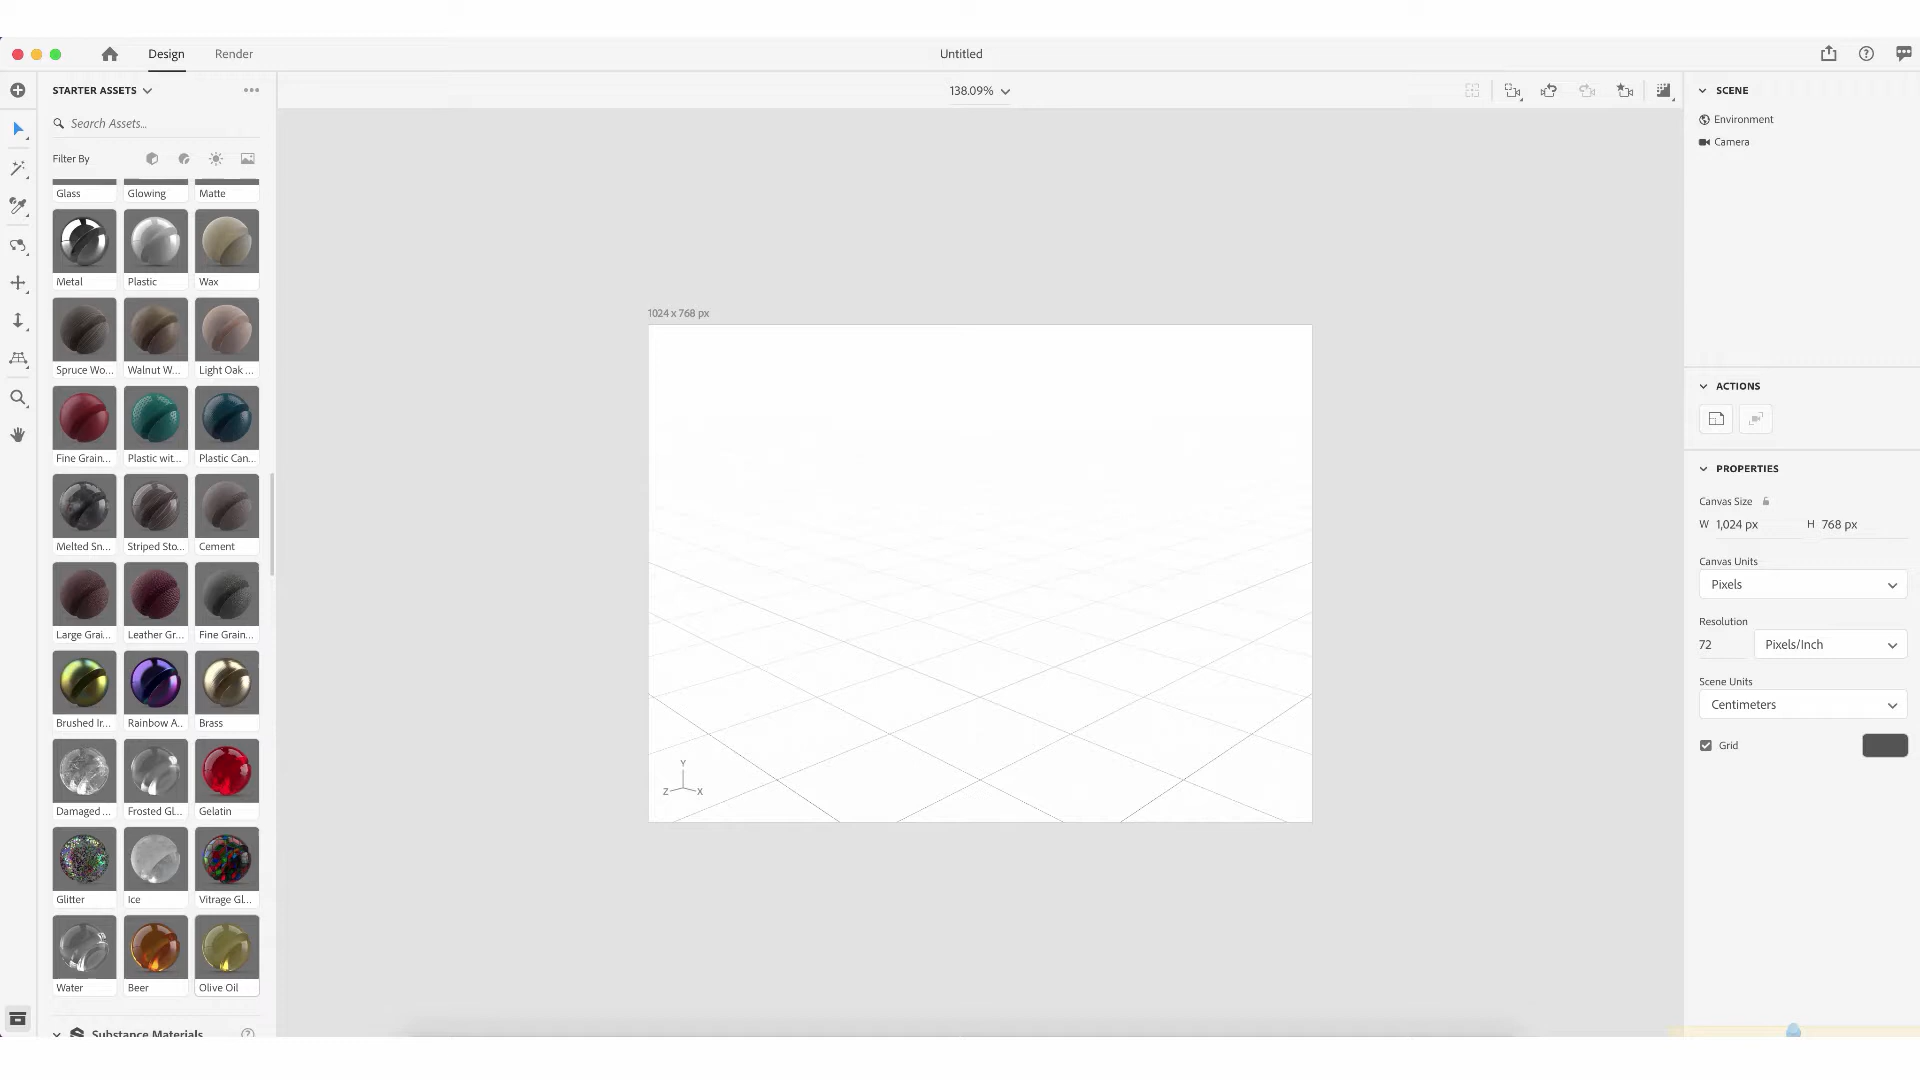 Design
Render
Untitled
STARTER ASSETS
138.09%
Search Assets...
Filter By
Glass
Glowing
Matte
Metal
Plastic
Wax
Spruce Wo...
Walnut W...
Light Oak ...
Fine Grain...
Plastic wit...
Plastic Can...
Melted Sn...
Striped Sto...
Cement
Large Grai...
Leather Gr...
Fine Grain...
Brushed Ir...
Rainbow A..
Brass
Damaged ...
Frosted Gl...
Gelatin
Glitter
Ice
Vitrage Gl...
Water
Beer
Olive Oil
Substance Materials
1024 x 768 px
Y
Z
X
SCENE
Environment
Camera
ACTIONS
PROPERTIES
Canvas Size
W 1,024 px H 768 px
Canvas Units
Pixels
Resolution
72 Pixels/Inch
Scene Units
Centimeters
Grid